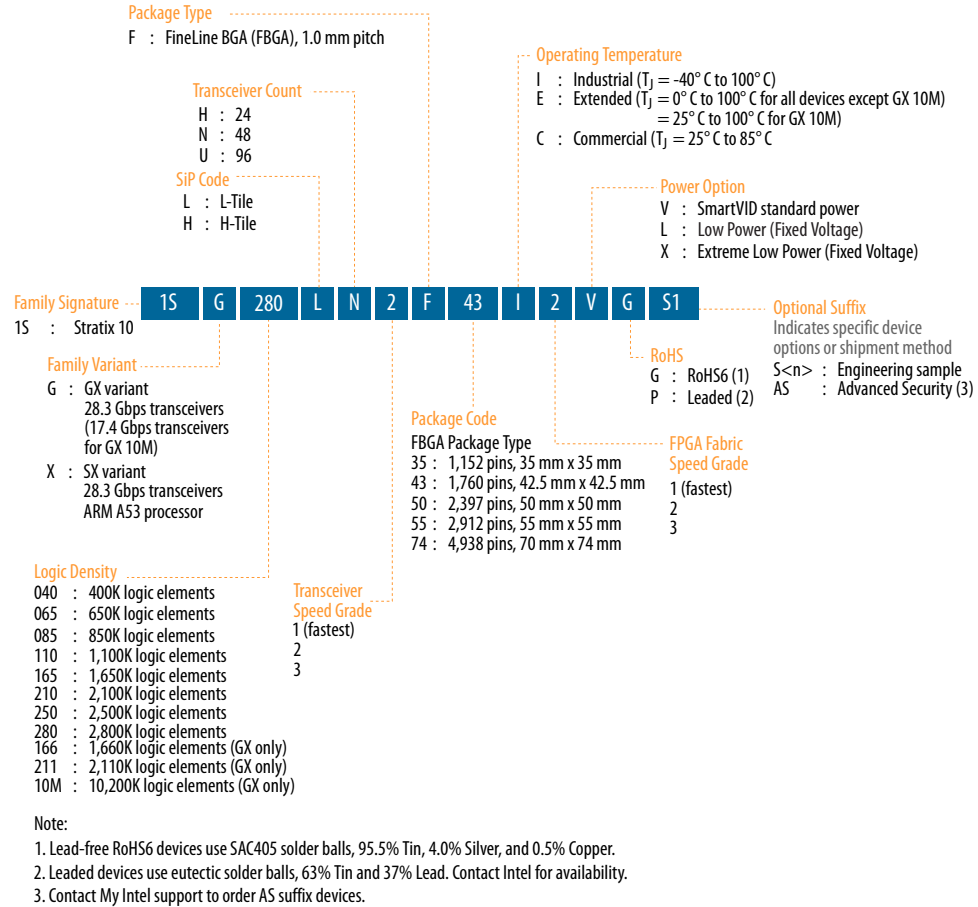 Package Type
F : FineLine BGA (FBGA), 1.0 mm pitch
Operating Temperature
I : Industrial (TJ = -40° C to 100° C)
E : Extended (TJ = 0° C to 100° C for all devices except GX 10M)
= 25° C to 100° C for GX 10M)
C : Commercial (TJ = 25° C to 85° C
Transceiver Count
H : 24
N : 48
U : 96
SiP Code
L : L-Tile
H : H-Tile
Power Option
V : SmartVID standard power
L : Low Power (Fixed Voltage)
X : Extreme Low Power (Fixed Voltage)
1S G 280 L N 2 F 43 I 2 V G S1
Family Signature
1S : Stratix 10
Optional Suffix
Indicates specific device
options or shipment method
S<n> : Engineering sample
AS : Advanced Security (3)
Family Variant
G : GX variant
28.3 Gbps transceivers
(17.4 Gbps transceivers
for GX 10M)
X : SX variant
28.3 Gbps transceivers
ARM A53 processor
RoHS
G : RoHS6 (1)
P : Leaded (2)
Package Code
FBGA Package Type
35 : 1,152 pins, 35 mm x 35 mm
43 : 1,760 pins, 42.5 mm x 42.5 mm
50 : 2,397 pins, 50 mm x 50 mm
55 : 2,912 pins, 55 mm x 55 mm
74 : 4,938 pins, 70 mm x 74 mm
FPGA Fabric
Speed Grade
1 (fastest)
2
3
Logic Density
040 : 400K logic elements
065 : 650K logic elements
085 : 850K logic elements
110 : 1,100K logic elements
165 : 1,650K logic elements
210 : 2,100K logic elements
250 : 2,500K logic elements
280 : 2,800K logic elements
166 : 1,660K logic elements (GX only)
211 : 2,110K logic elements (GX only)
10M : 10,200K logic elements (GX only)
Transceiver
Speed Grade
1 (fastest)
2
3
Note:
1. Lead-free RoHS6 devices use SAC405 solder balls, 95.5% Tin, 4.0% Silver, and 0.5% Copper.
2. Leaded devices use eutectic solder balls, 63% Tin and 37% Lead. Contact Intel for availability.
3. Contact My Intel support to order AS suffix devices.